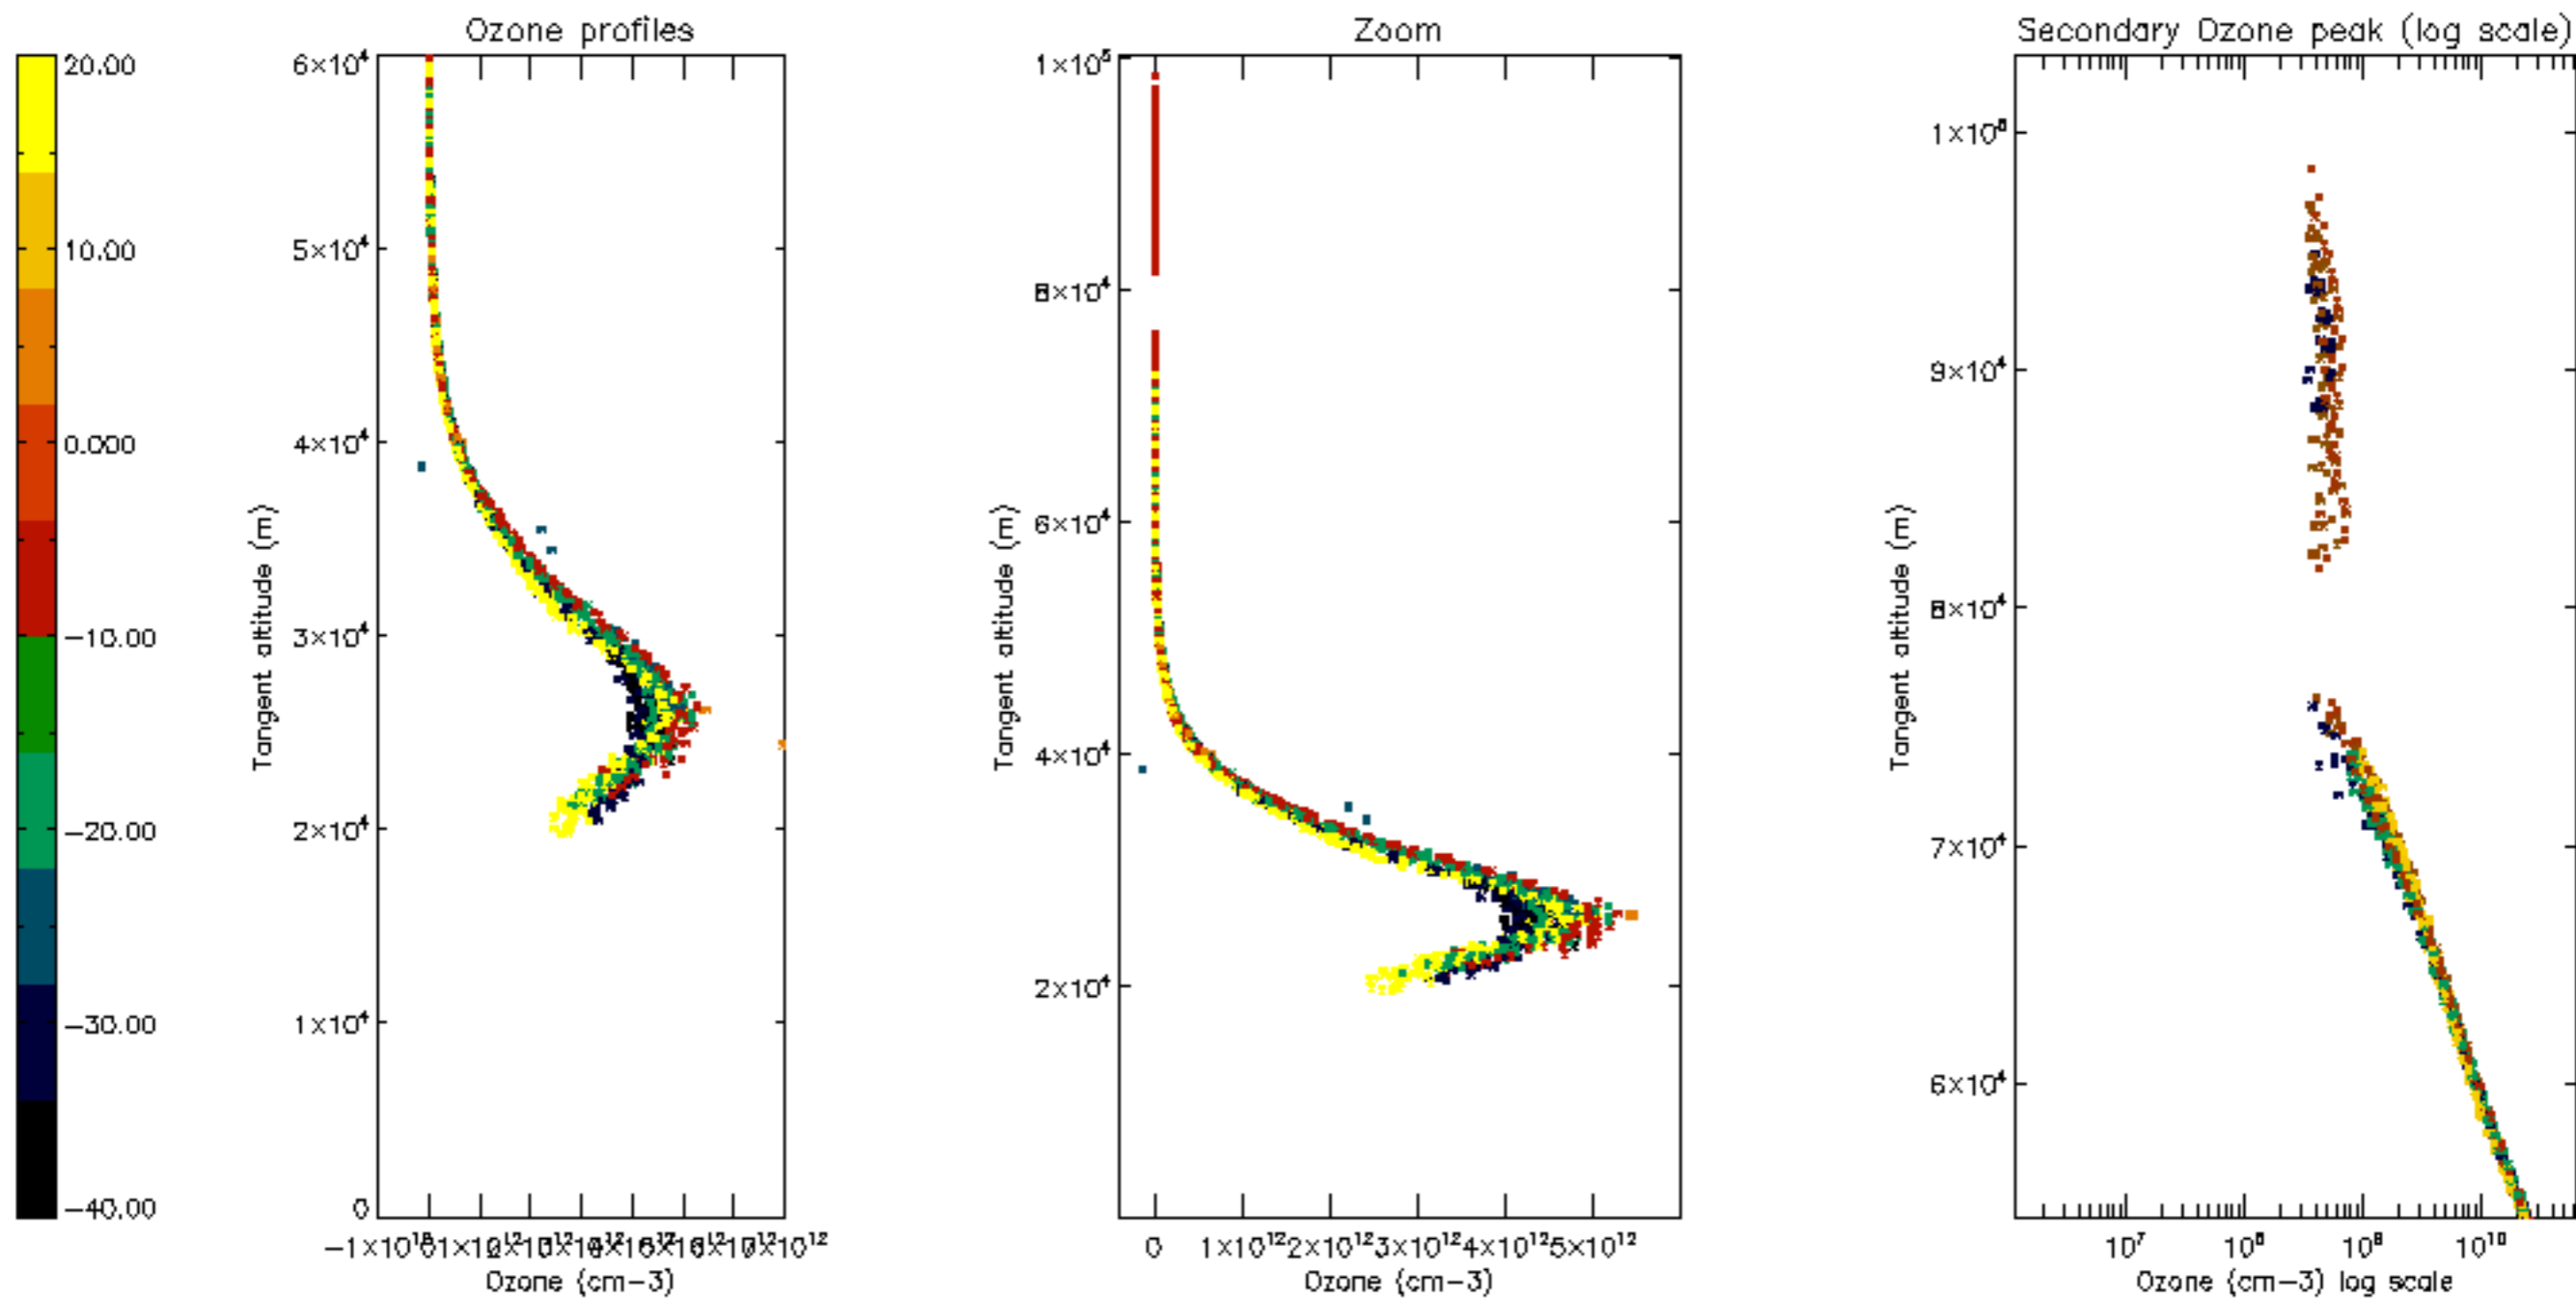 Ozone profiles
Zoom
Secondary Ozone peak (log scale)
20.00
10.00
0.000
−10.00
−20.00
−30.00
−40.00
6×10⁴
5×10⁴
4×10⁴
3×10⁴
2×10⁴
1×10⁴
0
Tangent altitude (m)
Ozone (cm−3)
1×10⁵
8×10⁴
6×10⁴
4×10⁴
2×10⁴
Tangent altitude (m)
0 1×10¹² 2×10¹² 3×10¹² 4×10¹² 5×10¹²
Ozone (cm−3)
9×10⁴
8×10⁴
7×10⁴
6×10⁴
Tangent altitude (m)
10⁷ 10⁸ 10⁹ 10¹⁰
Ozone (cm−3) log scale